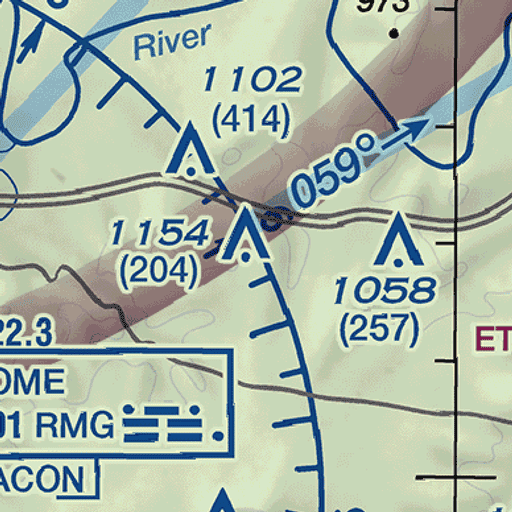 973
River
1102
(414)
059°
1154
(204)
1058
(257)
22.3
ET
OME
01 RMG
ACON